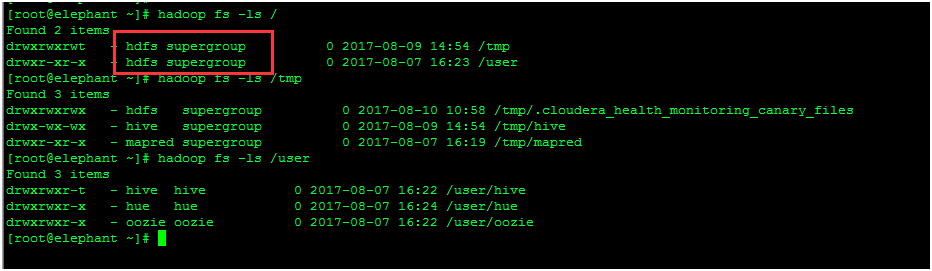 [root@elephant ~]# hadoop fs -ls /
Found 2 items
drwxrwxrwt   - hdfs supergroup          0 2017-08-09 14:54 /tmp
drwxr-xr-x   - hdfs supergroup          0 2017-08-07 16:23 /user
[root@elephant ~]# hadoop fs -ls /tmp
Found 3 items
drwxrwxrwx   - hdfs   supergroup          0 2017-08-10 10:58 /tmp/.cloudera_health_monitoring_canary_files
drwx-wx-wx   - hive   supergroup          0 2017-08-09 14:54 /tmp/hive
drwxr-xr-x   - mapred supergroup          0 2017-08-07 16:19 /tmp/mapred
[root@elephant ~]# hadoop fs -ls /user
Found 3 items
drwxrwxr-t   - hive  hive           0 2017-08-07 16:22 /user/hive
drwxrwxr-x   - hue   hue            0 2017-08-07 16:24 /user/hue
drwxrwxr-x   - oozie oozie          0 2017-08-07 16:22 /user/oozie
[root@elephant ~]#